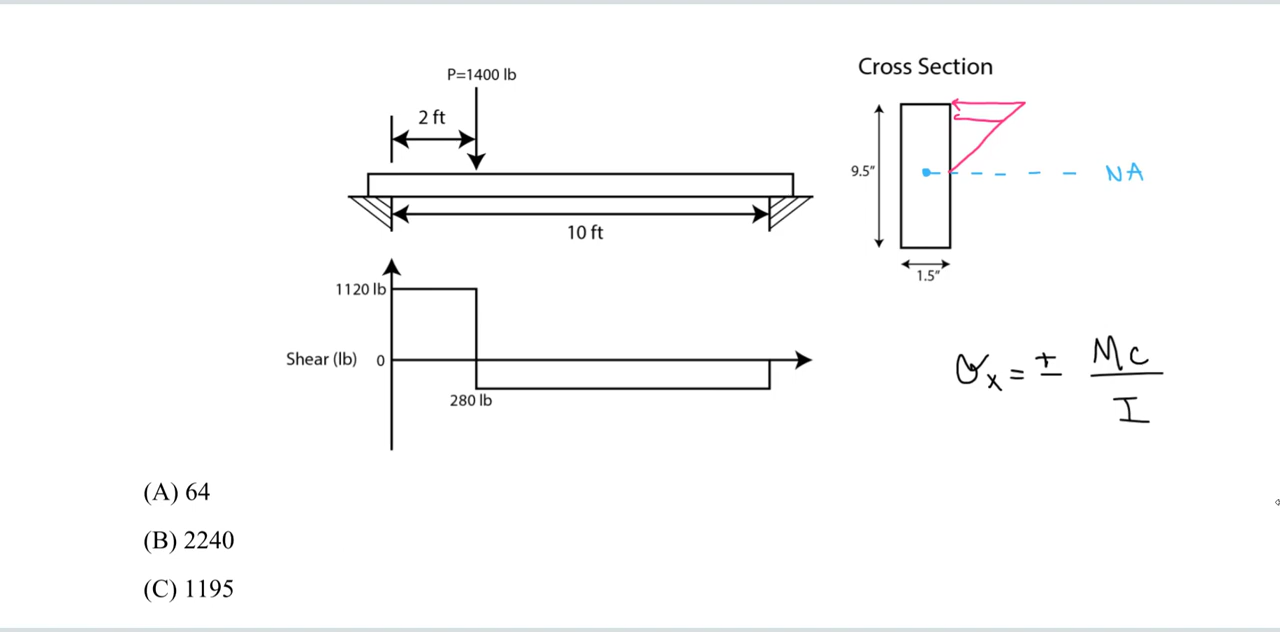 P=1400 lb
2 ft
10 ft
Cross Section
9.5"
NA
1.5"
1120 lb
Shear (lb) 0
280 lb
σx = ± Mc / I
(A) 64
(B) 2240
(C) 1195